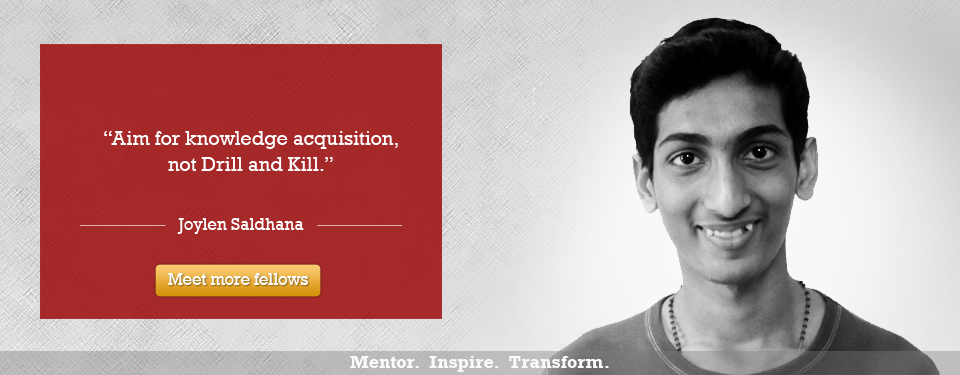 “Aim for knowledge acquisition,
not Drill and Kill.”
Joylen Saldhana
Meet more fellows
Mentor. Inspire. Transform.